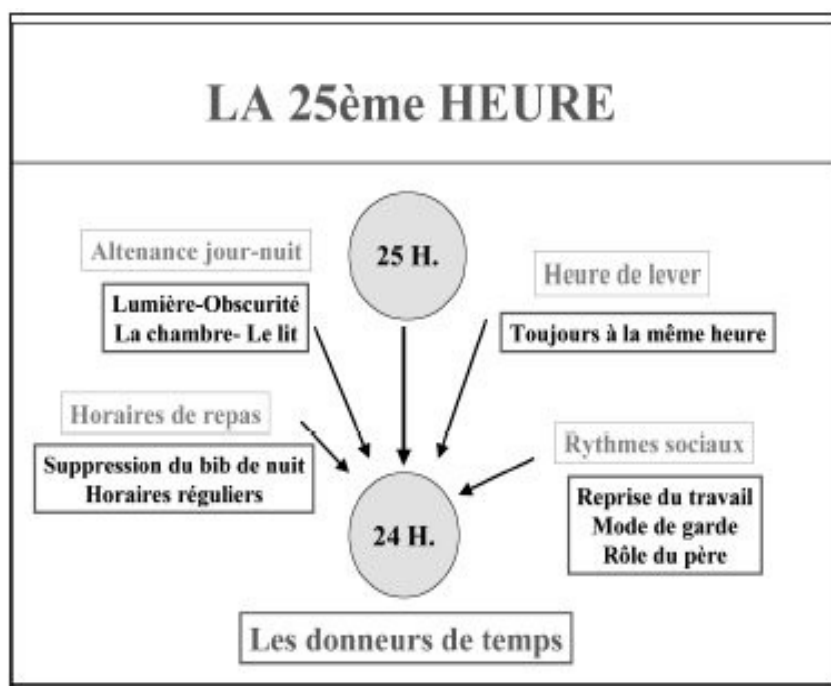 LA 25ème HEURE
25 H.
Altenance jour-nuit
Lumière-Obscurité
La chambre- Le lit
Heure de lever
Toujours à la même heure
Horaires de repas
Suppression du bib de nuit
Horaires réguliers
Rythmes sociaux
Reprise du travail
Mode de garde
Rôle du père
24 H.
Les donneurs de temps